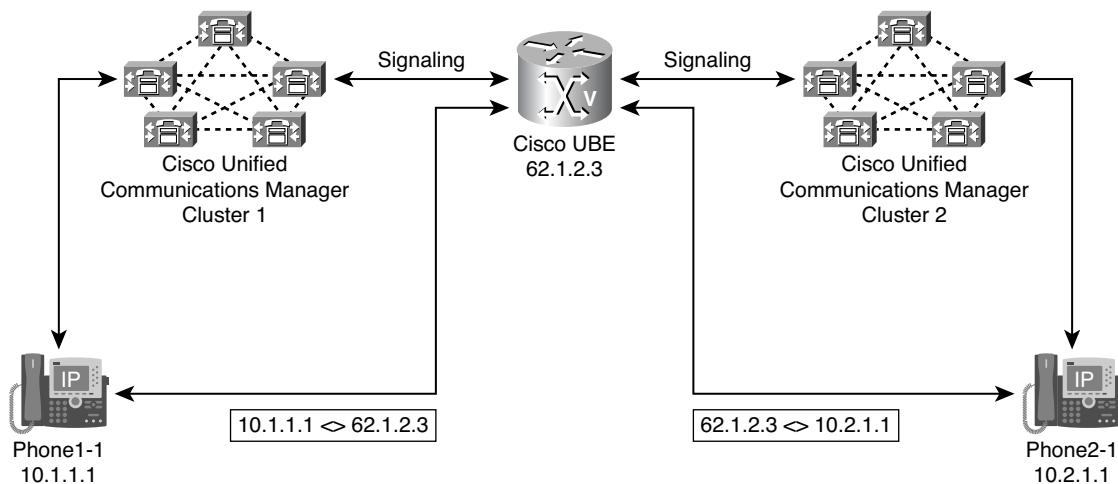 Signaling
Signaling
V
Cisco UBE
62.1.2.3
Cisco Unified
Communications Manager
Cluster 1
Cisco Unified
Communications Manager
Cluster 2
IP
IP
10.1.1.1 <> 62.1.2.3
62.1.2.3 <> 10.2.1.1
Phone1-1
10.1.1.1
Phone2-1
10.2.1.1